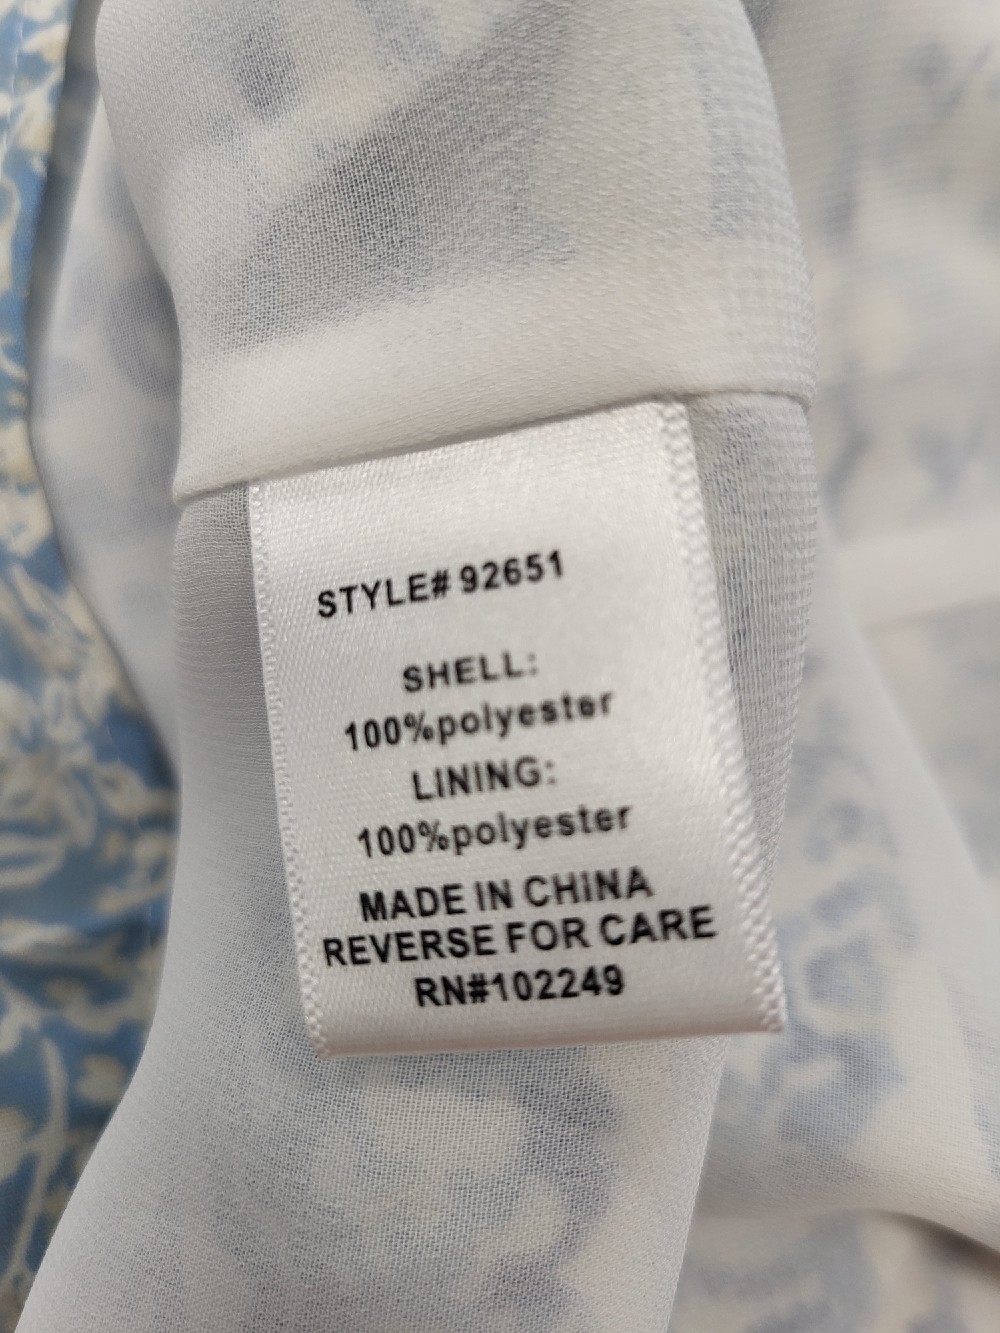 STYLE# 92651
SHELL:
100%polyester
LINING:
100%polyester
MADE IN CHINA
REVERSE FOR CARE
RN#102249